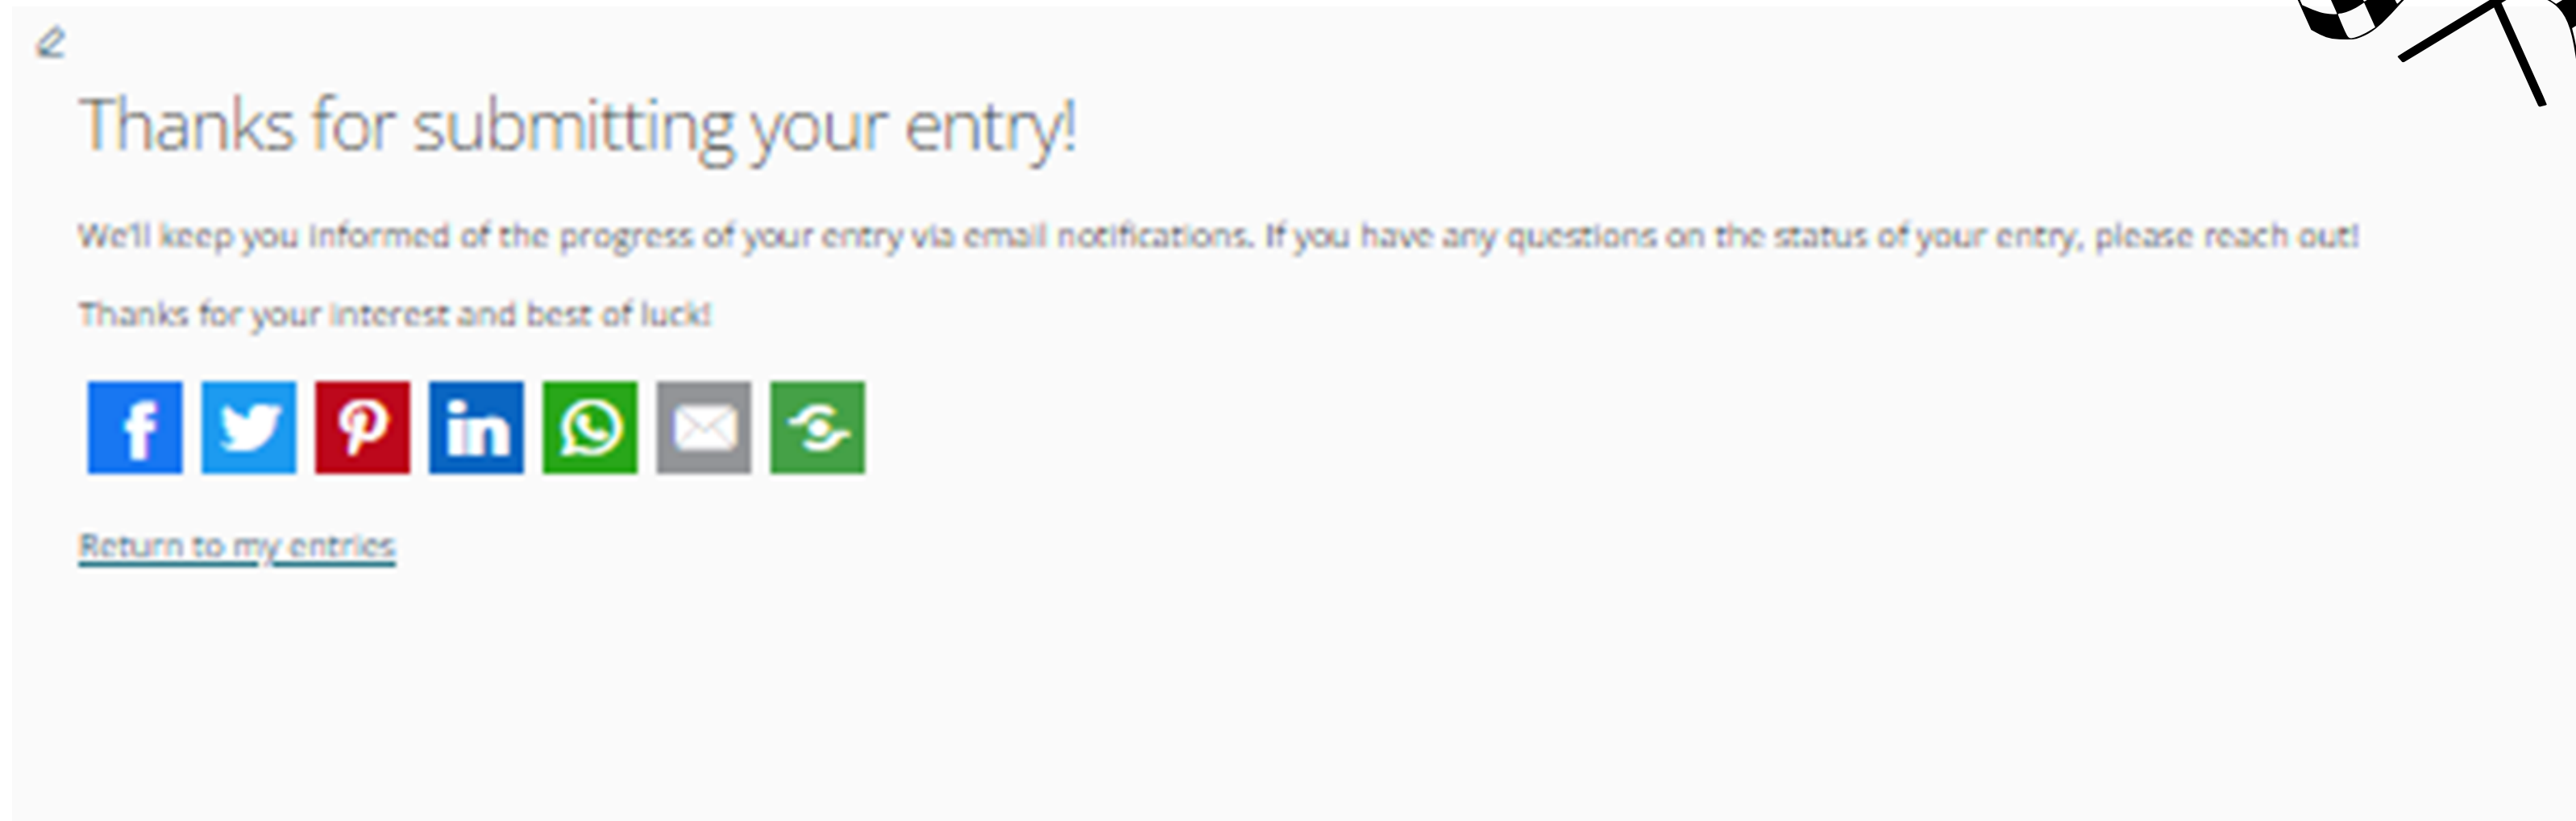 Thanks for submitting your entry!
We'll keep you informed of the progress of your entry via email notifications. If you have any questions on the status of your entry, please reach out!
Thanks for your interest and best of luck!
Return to my entries